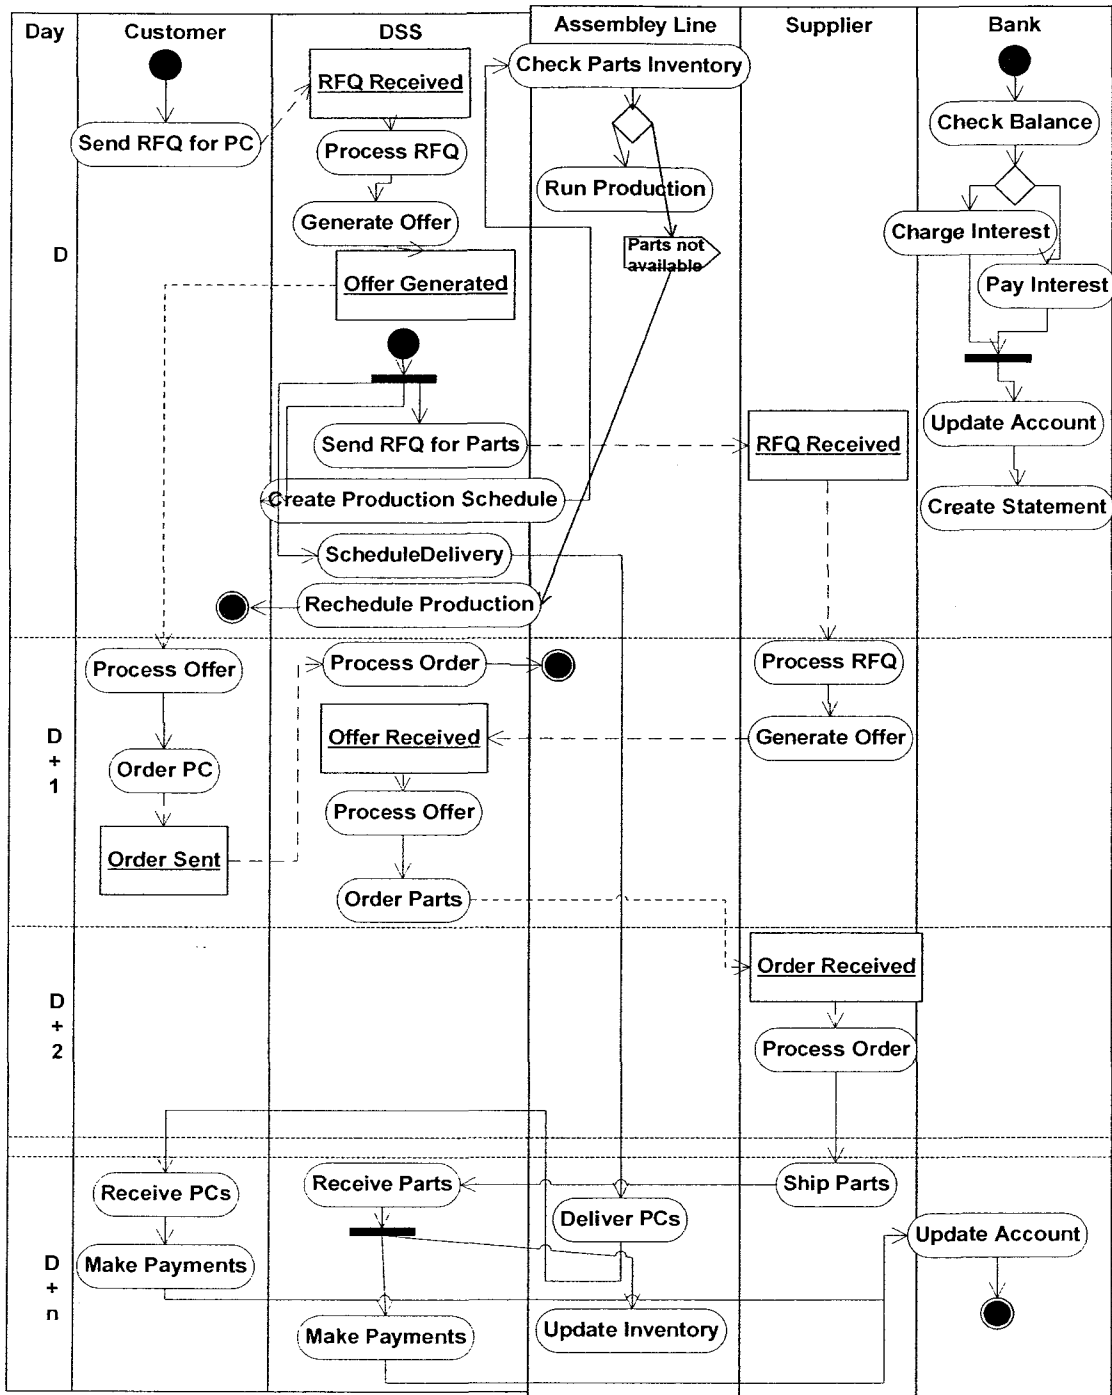 Day
Customer
DSS
Assembley Line
Supplier
Bank
D
Send RFQ for PC
RFQ Received
Process RFQ
Generate Offer
Offer Generated
Send RFQ for Parts
Create Production Schedule
ScheduleDelivery
Rechedule Production
Check Parts Inventory
Run Production
Parts not
available
RFQ Received
Check Balance
Charge Interest
Pay Interest
Update Account
Create Statement
D
+
1
Process Offer
Order PC
Order Sent
Process Order
Offer Received
Process Offer
Order Parts
Process RFQ
Generate Offer
D
+
2
Order Received
Process Order
D
+
n
Receive PCs
Make Payments
Receive Parts
Make Payments
Deliver PCs
Update Inventory
Ship Parts
Update Account